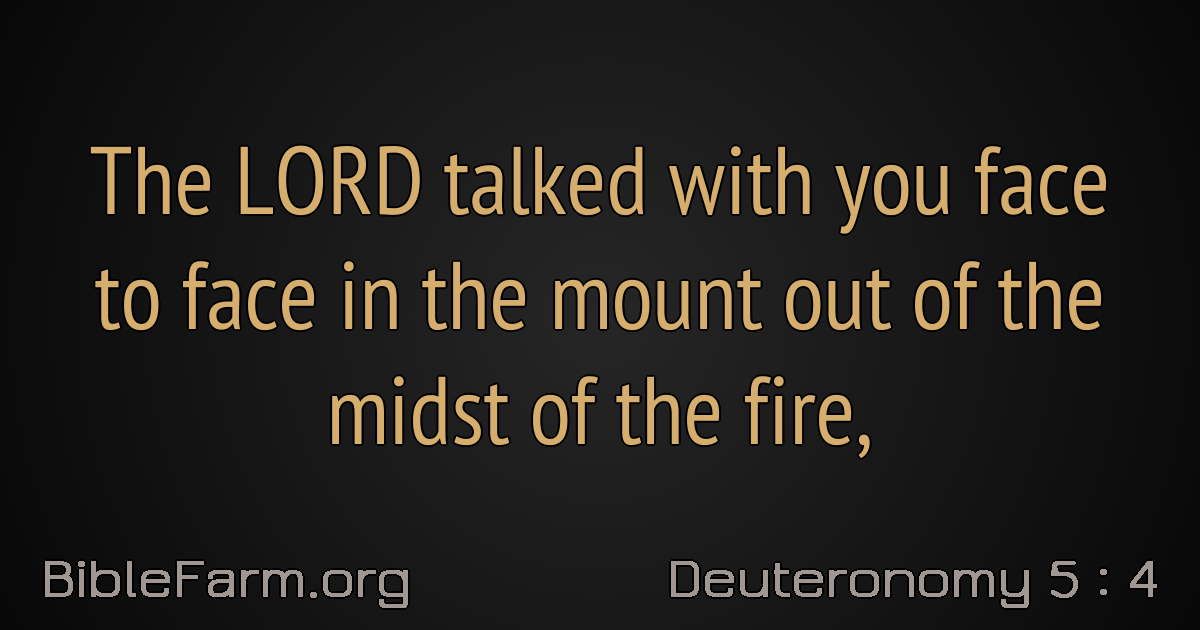 The LORD talked with you face
to face in the mount out of the
midst of the fire,
BibleFarm.org
Deuteronomy 5 : 4